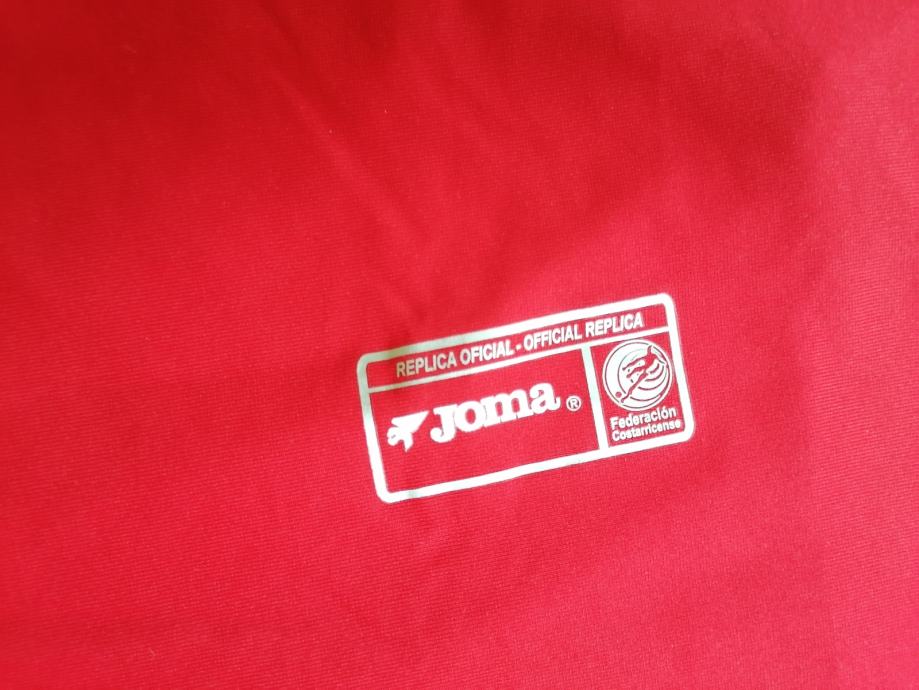 REPLICA OFICIAL - OFFICIAL REPLICA
Joma ®
Federación
Costarricense